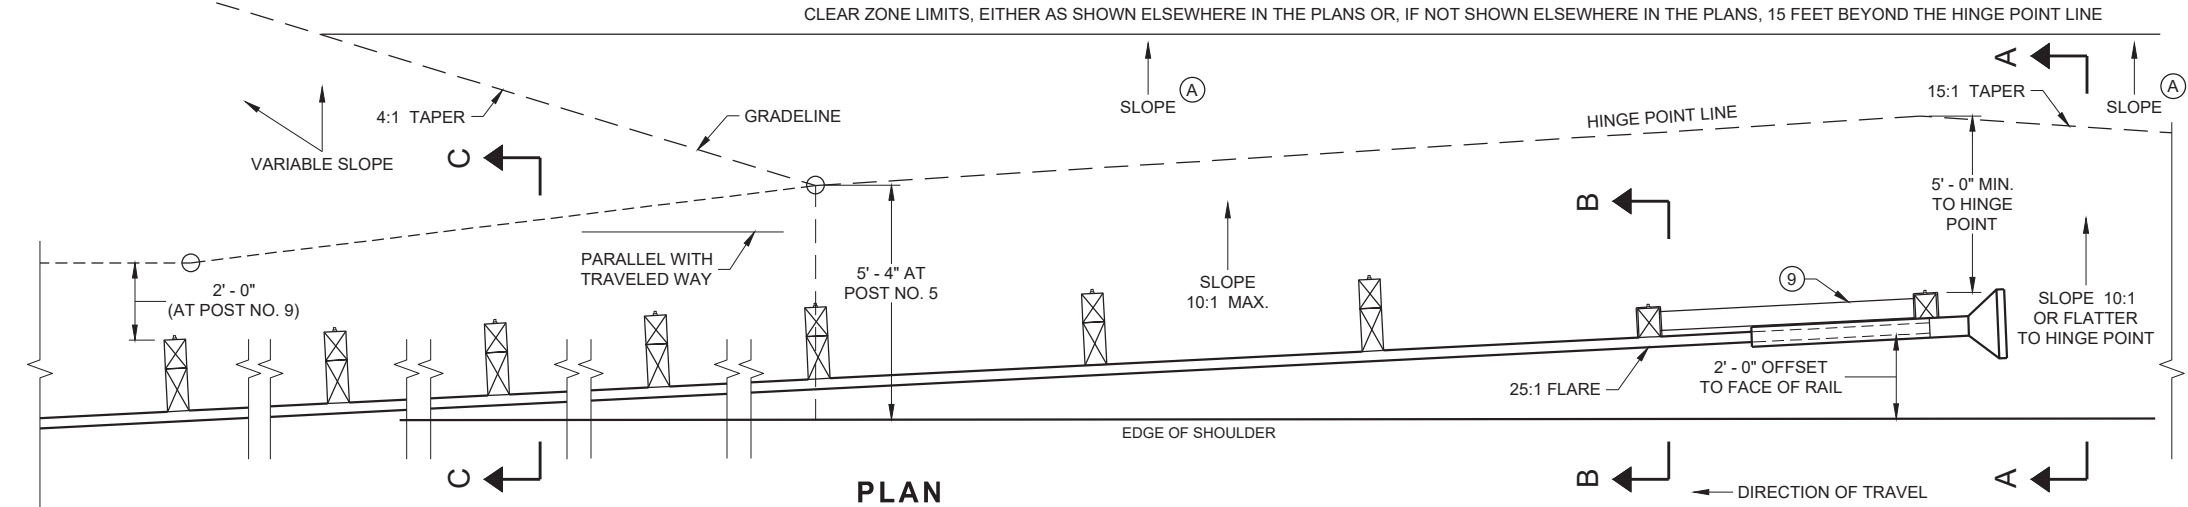 CLEAR ZONE LIMITS, EITHER AS SHOWN ELSEWHERE IN THE PLANS OR, IF NOT SHOWN ELSEWHERE IN THE PLANS, 15 FEET BEYOND THE HINGE POINT LINE
A
15:1 TAPER
SLOPE
A
SLOPE
A
4:1 TAPER
GRADELINE
HINGE POINT LINE
VARIABLE SLOPE
C
B
5' - 0" MIN.
TO HINGE
POINT
PARALLEL WITH
TRAVELED WAY
5' - 4" AT
POST NO. 5
SLOPE
10:1 MAX.
9
2' - 0"
(AT POST NO. 9)
SLOPE 10:1
OR FLATTER
TO HINGE POINT
25:1 FLARE
2' - 0" OFFSET
TO FACE OF RAIL
EDGE OF SHOULDER
C
B
A
PLAN
DIRECTION OF TRAVEL